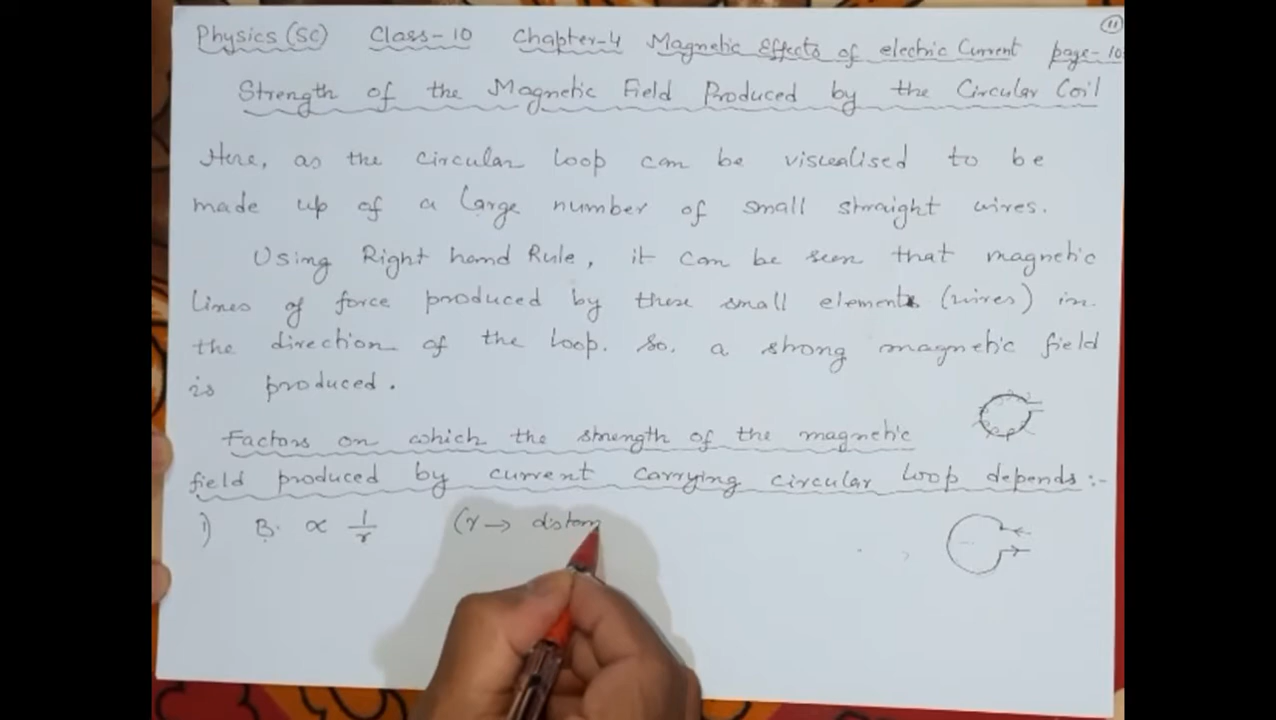 11
Physics (SC) Class-10 Chapter-4 Magnetic Effects of electric Current page-10
Strength of the Magnetic Field Produced by the Circular Coil
Here, as the circular loop can be visualised to be
made up of a large number of small straight wires.
Using Right hand Rule, it can be seen that magnetic
lines of force produced by these small elements (wires) in
the direction of the loop. So, a strong magnetic field
is produced.
Factors on which the strength of the magnetic
field produced by current carrying circular loop depends:-
i) B ∝ 1/r (r → distan